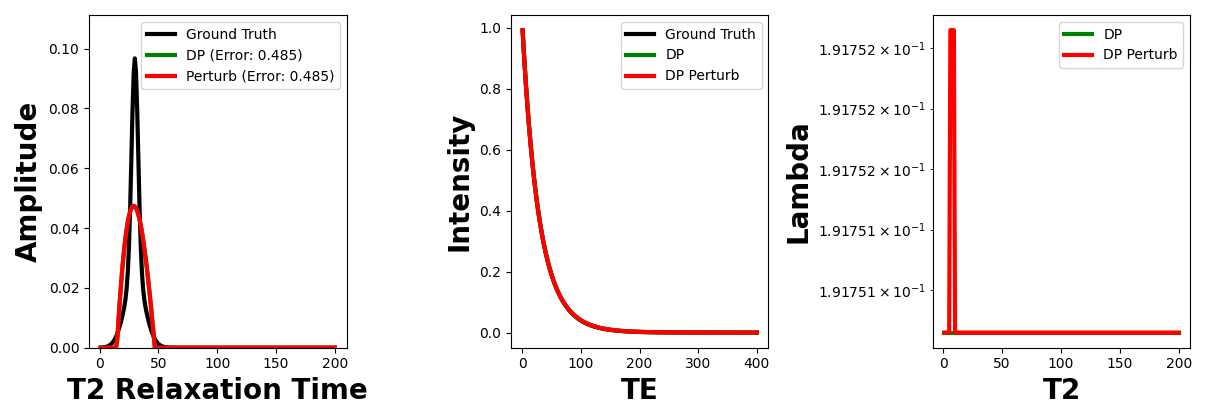 Amplitude
0.10
0.08
0.06
0.04
0.02
0.00
Ground Truth
DP (Error: 0.485)
Perturb (Error: 0.485)
0 50 100 150 200
T2 Relaxation Time
Intensity
1.0
0.8
0.6
0.4
0.2
0.0
Ground Truth
DP
DP Perturb
0 100 200 300 400
TE
Lambda
1.91752 × 10⁻¹
1.91752 × 10⁻¹
1.91752 × 10⁻¹
1.91751 × 10⁻¹
1.91751 × 10⁻¹
DP
DP Perturb
0 50 100 150 200
T2